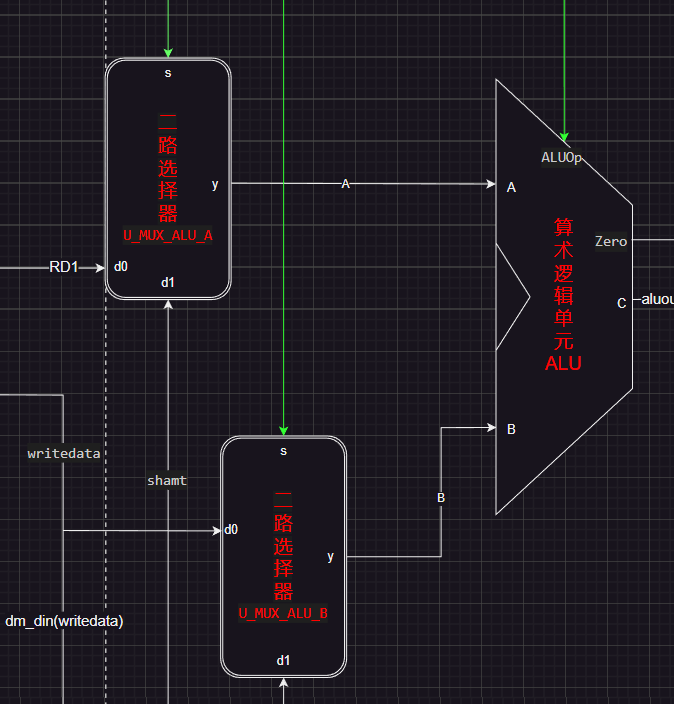 s
二
路
选
择
器
U_MUX_ALU_A
y
RD1
d0
d1
A
ALUOp
A
Zero
算
术
逻
辑
单
元
ALU
C
B
writedata
shamt
s
d0
二
路
选
择
器
U_MUX_ALU_B
y
B
d1
dm_din(writedata)